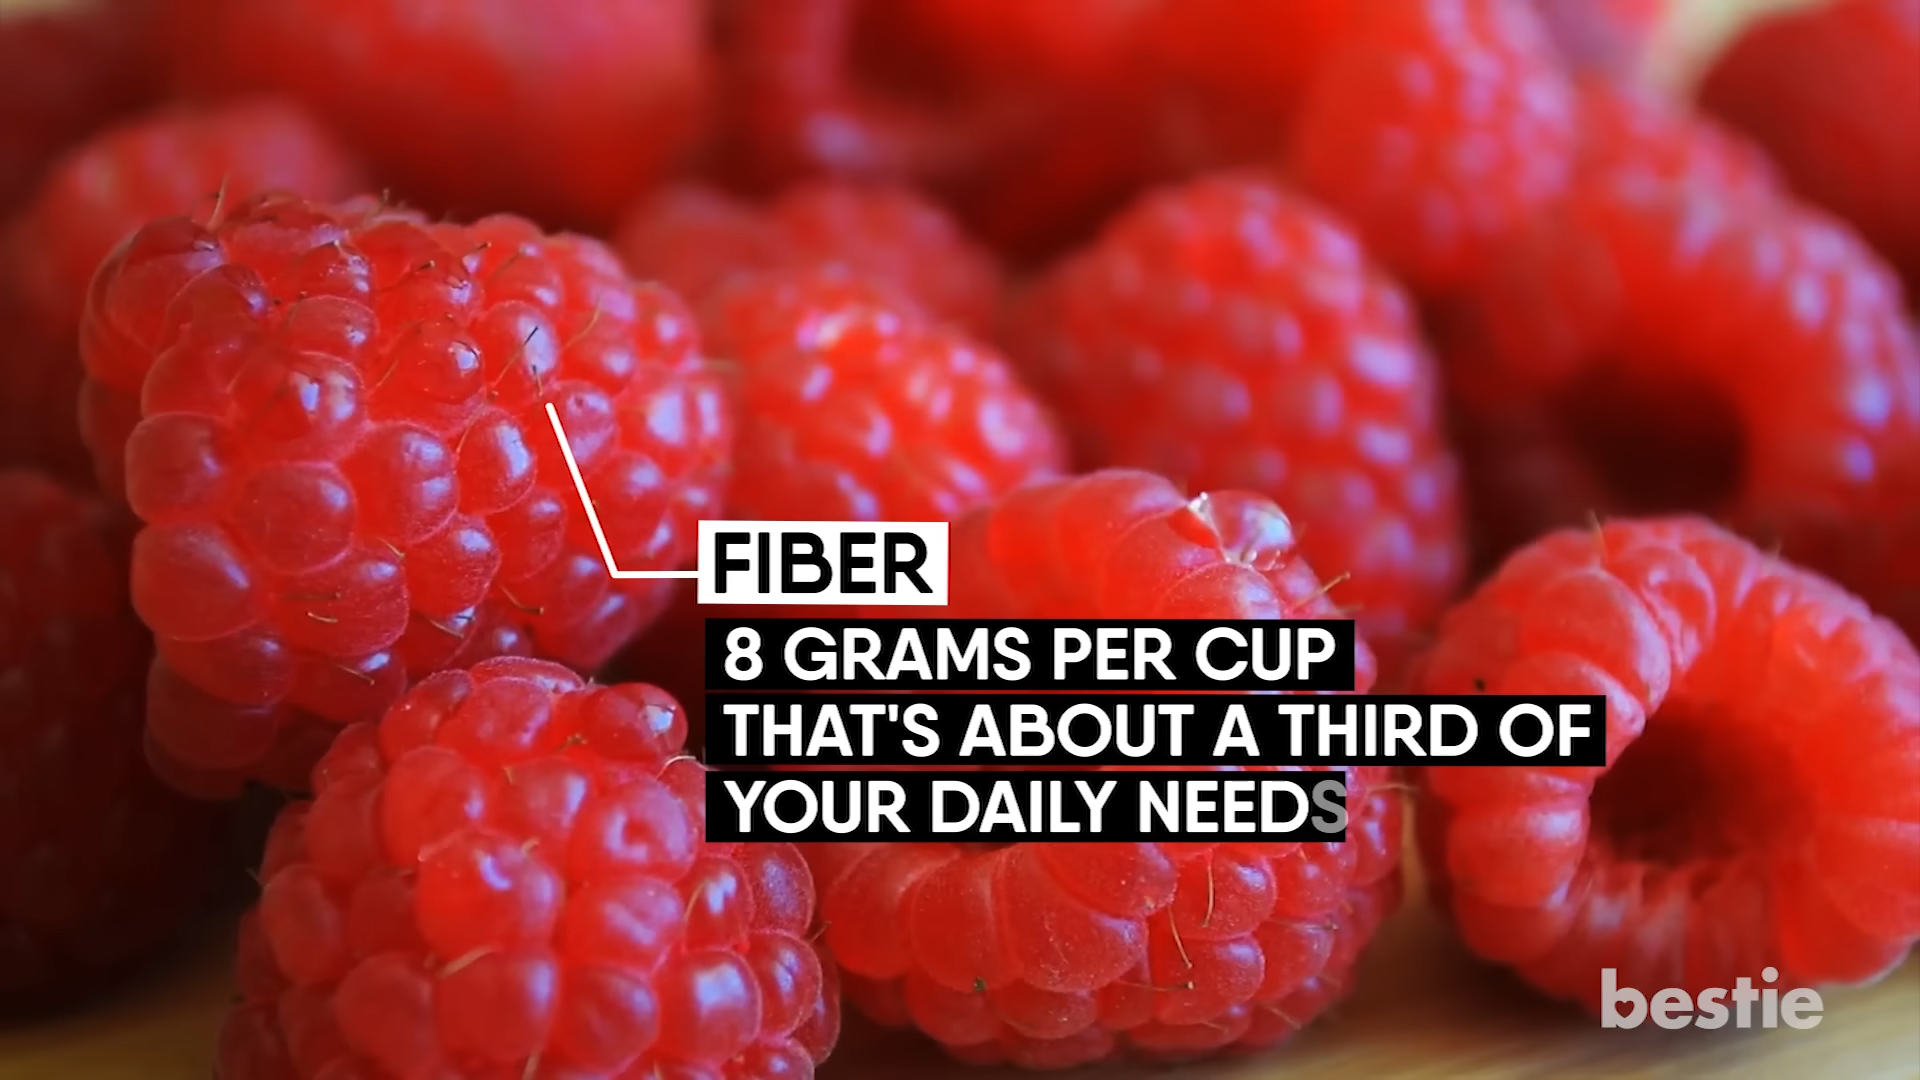 FIBER
8 GRAMS PER CUP
THAT'S ABOUT A THIRD OF
YOUR DAILY NEEDS
bestie